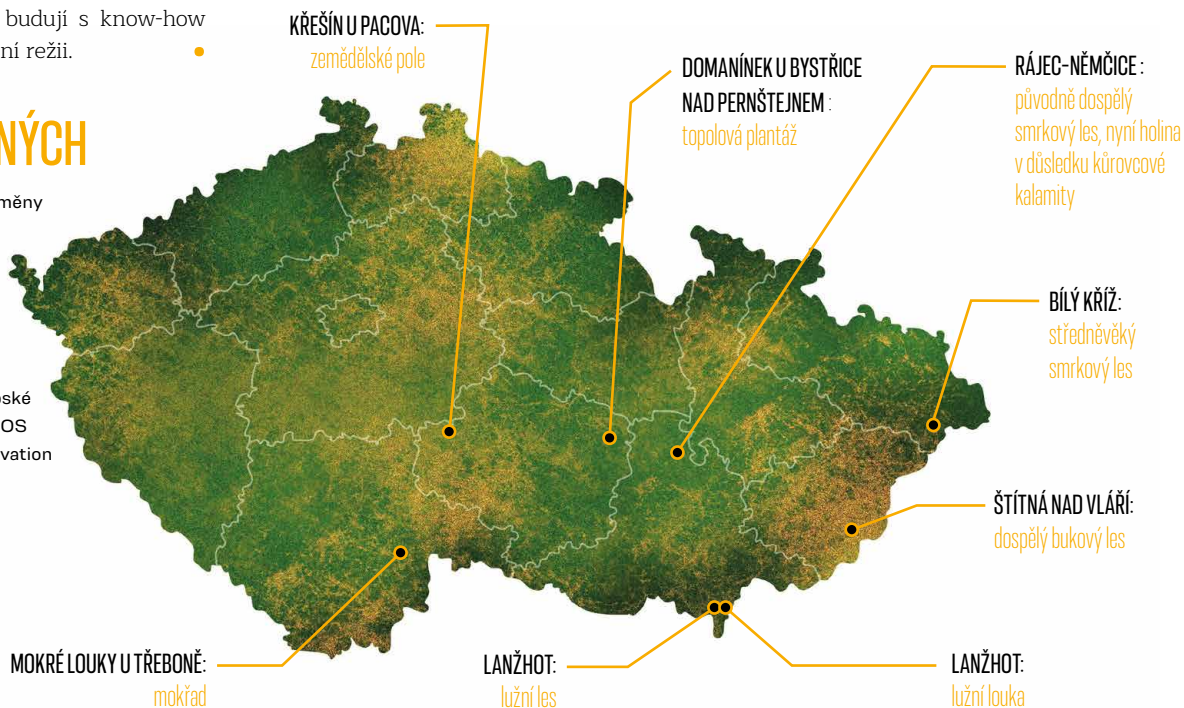 budují s know-how
ní režii.
NÝCH
měny
ské
OS
vation
KŘEŠÍN U PACOVA:
zemědělské pole
DOMANÍNEK U BYSTŘICE
NAD PERNŠTEJNEM :
topolová plantáž
RÁJEC-NĚMČICE :
původně dospělý
smrkový les, nyní holina
v důsledku kůrovcové
kalamity
BÍLÝ KŘÍŽ:
středněvěký
smrkový les
ŠTÍTNÁ NAD VLÁŘÍ:
dospělý bukový les
MOKRÉ LOUKY U TŘEBONĚ:
mokřad
LANŽHOT:
lužní les
LANŽHOT:
lužní louka